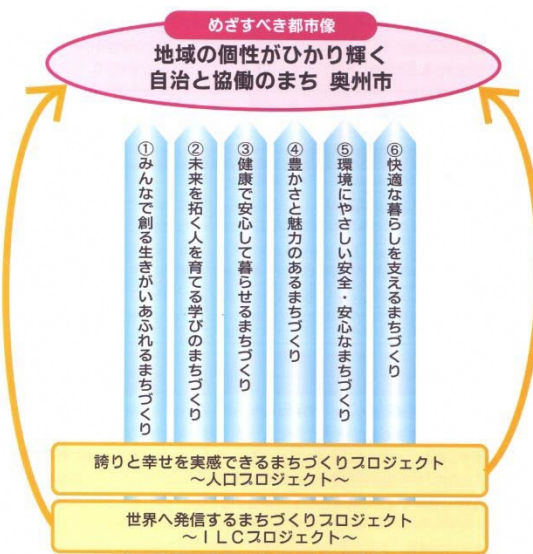 めざすべき都市像
地域の個性がひかり輝く
自治と協働のまち 奥州市
①みんなで創る生きがいあふれるまちづくり
②未来を拓く人を育てる学びのまちづくり
③健康で安心して暮らせるまちづくり
④豊かさと魅力のあるまちづくり
⑤環境にやさしい安全・安心なまちづくり
⑥快適な暮らしを支えるまちづくり
誇りと幸せを実感できるまちづくりプロジェクト
～人口プロジェクト～
世界へ発信するまちづくりプロジェクト
～ＩＬＣプロジェクト～